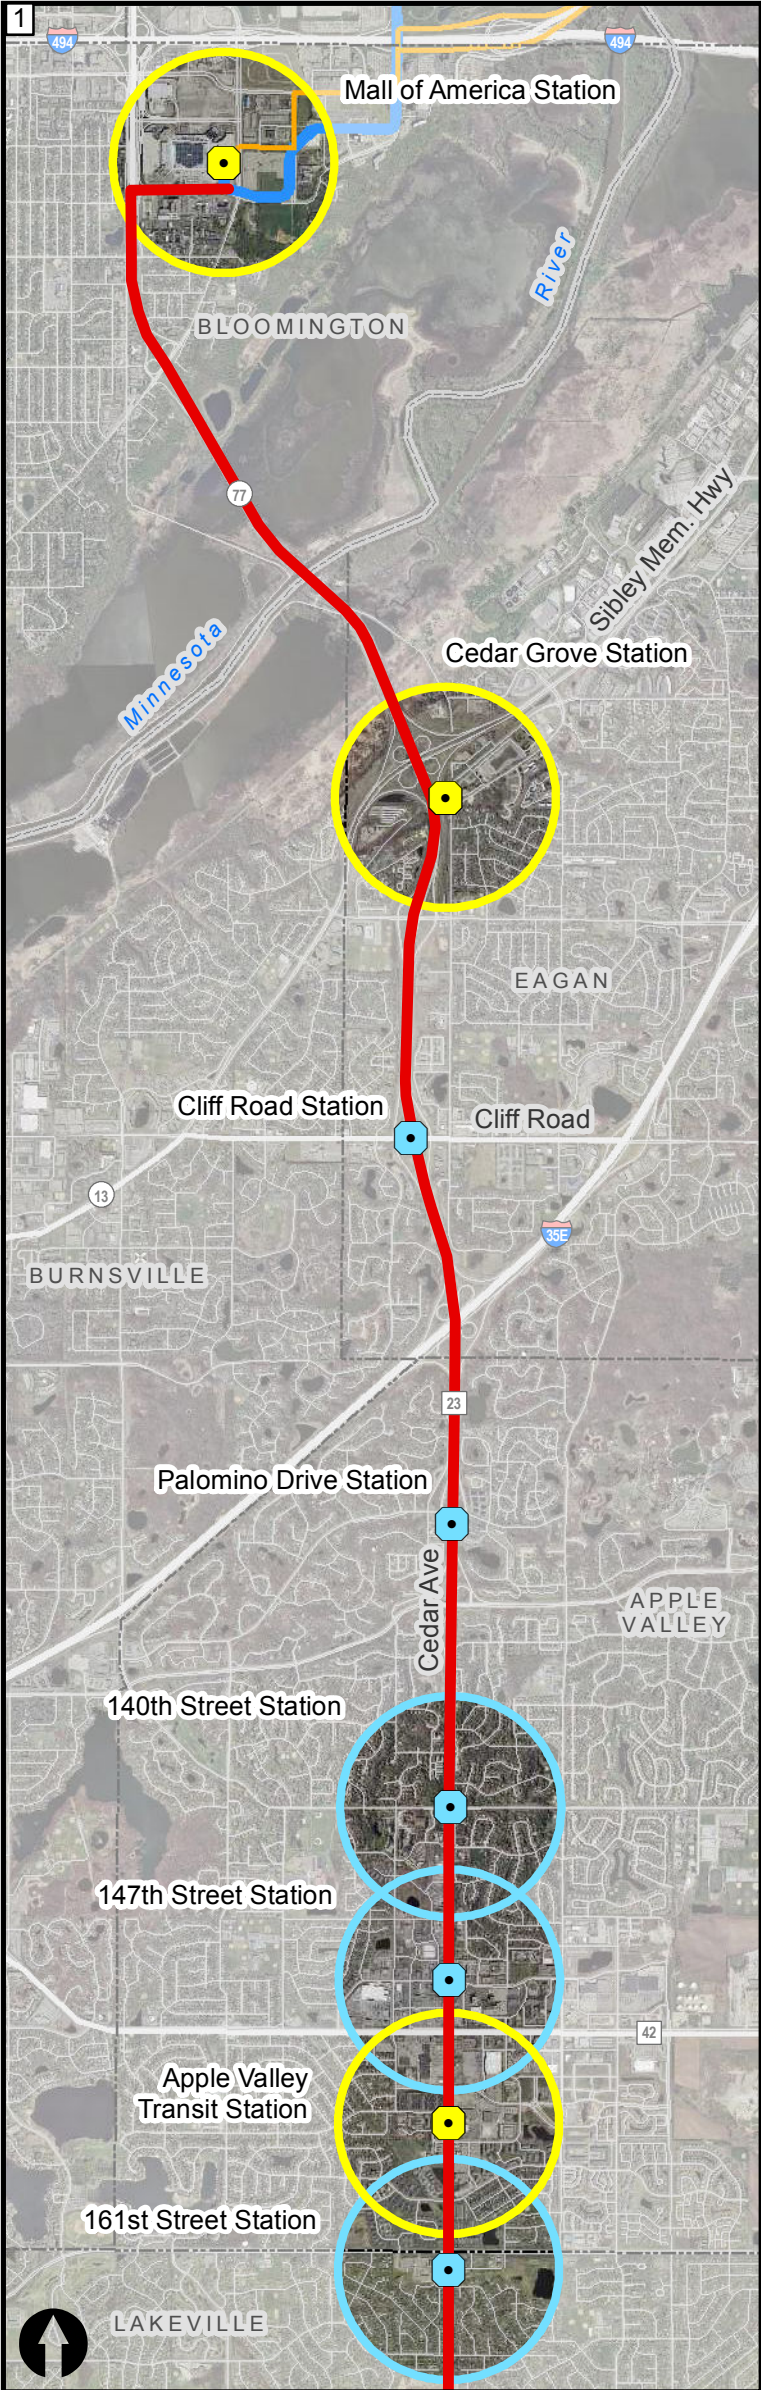 1
494
494
Mall of America Station
River
BLOOMINGTON
77
Sibley Mem. Hwy
Minnesota
Cedar Grove Station
EAGAN
Cliff Road Station
Cliff Road
13
35E
BURNSVILLE
23
Palomino Drive Station
Cedar Ave
APPLE
VALLEY
140th Street Station
147th Street Station
42
Apple Valley
Transit Station
161st Street Station
LAKEVILLE